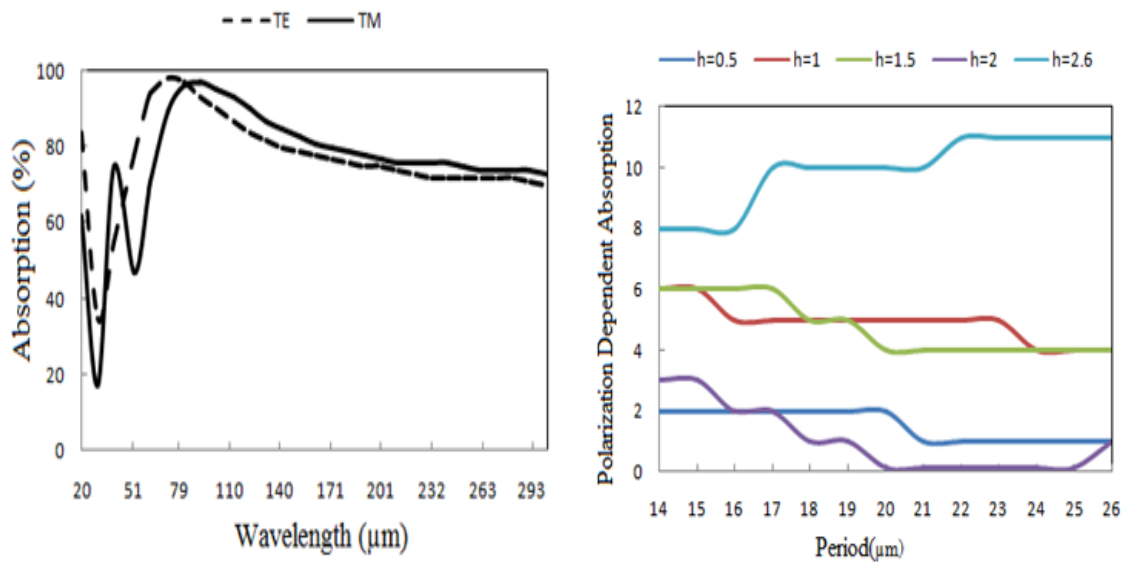 TE TM
100
80
60
40
20
0
Absorption (%)
20 51 79 110 140 171 201 232 263 293
Wavelength (µm)
h=0.5 h=1 h=1.5 h=2 h=2.6
12
10
8
6
4
2
0
Polarization Dependent Absorption
14 15 16 17 18 19 20 21 22 23 24 25 26
Period(µm)